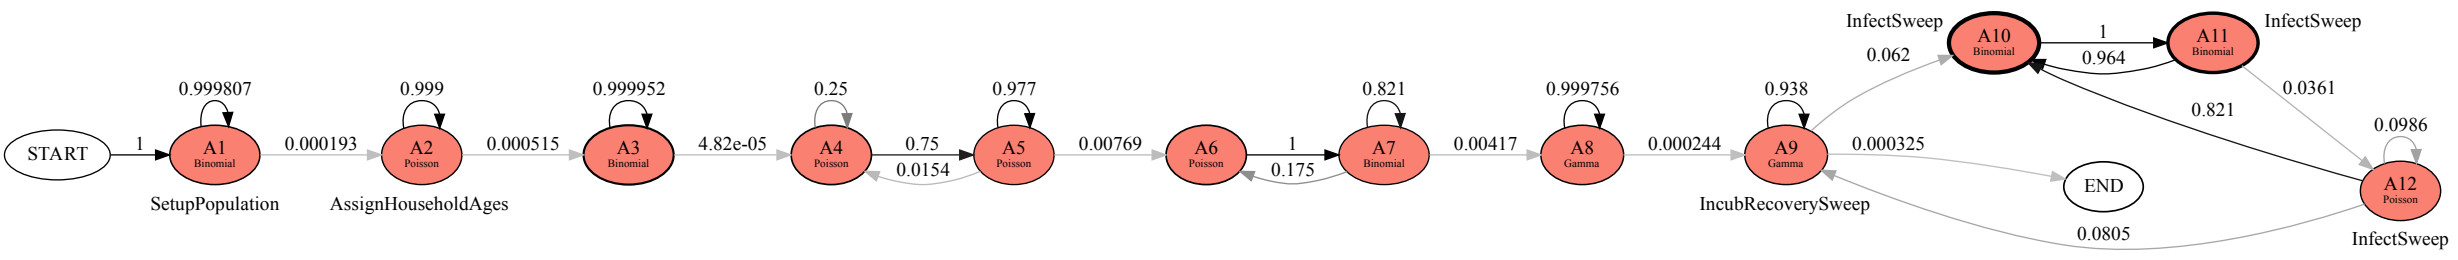 START
1
0.999807
A1
Binomial
SetupPopulation
0.000193
0.999
A2
Poisson
AssignHouseholdAges
0.000515
0.999952
A3
Binomial
4.82e-05
0.25
A4
Poisson
0.75
0.0154
0.977
A5
Poisson
0.00769
A6
Poisson
1
0.175
0.821
A7
Binomial
0.00417
0.999756
A8
Gamma
0.000244
0.938
A9
Gamma
IncubRecoverySweep
0.062
0.000325
END
InfectSweep
A10
Binomial
1
0.964
A11
Binomial
InfectSweep
0.0361
0.821
0.0986
A12
Poisson
InfectSweep
0.0805